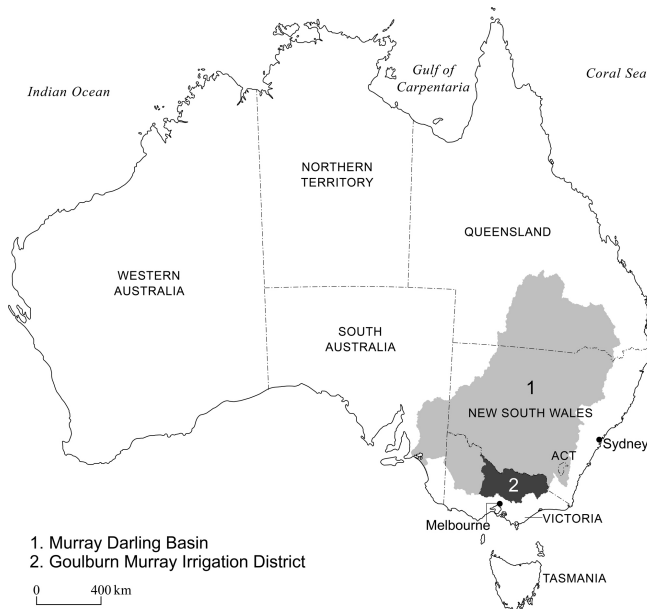 Indian Ocean
Gulf of
Carpentaria
Coral Sea
NORTHERN
TERRITORY
QUEENSLAND
WESTERN
AUSTRALIA
SOUTH
AUSTRALIA
1
NEW SOUTH WALES
Sydney
ACT
2
Melbourne
VICTORIA
TASMANIA
1. Murray Darling Basin
2. Goulburn Murray Irrigation District
0 400 km